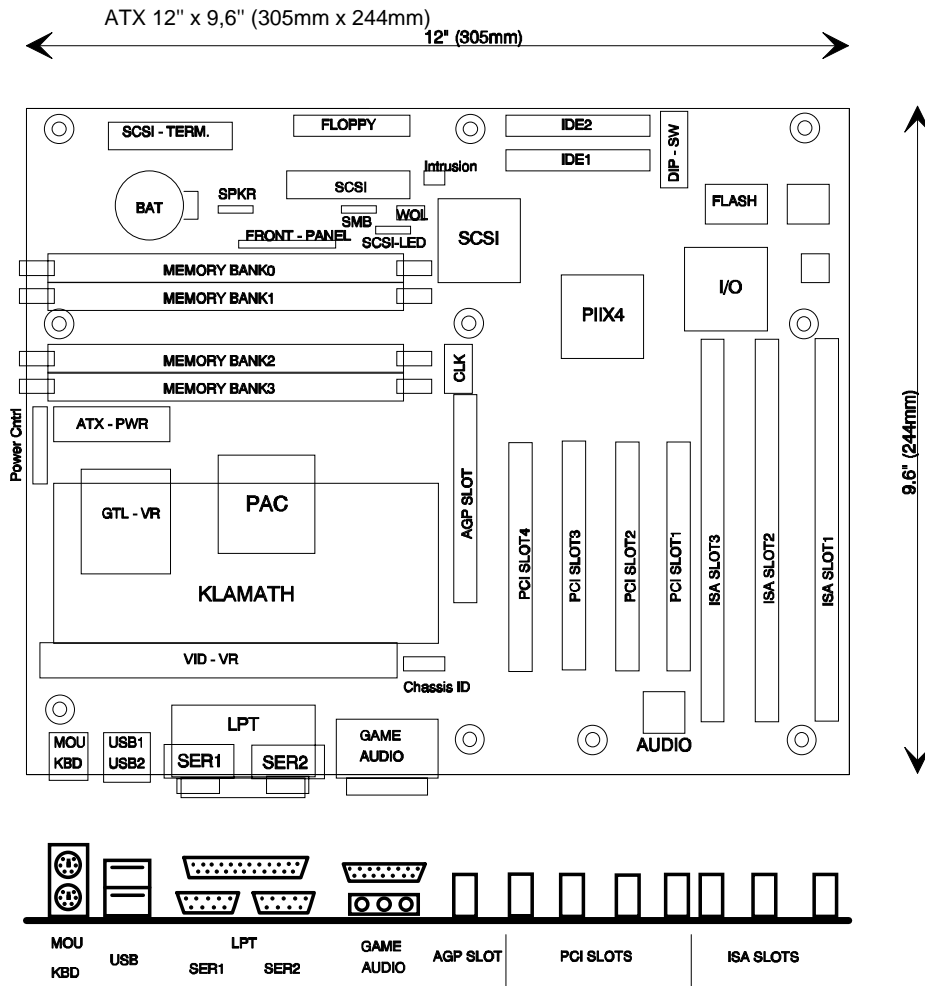 ATX 12" x 9,6" (305mm x 244mm)
12" (305mm)
SCSI - TERM.
FLOPPY
IDE2
IDE1
DIP - SW
Intrusion
SCSI
BAT
SPKR
SMB
WOL
FRONT - PANEL
SCSI-LED
SCSI
FLASH
MEMORY BANK0
MEMORY BANK1
PIIX4
I/O
9.6" (244mm)
MEMORY BANK2
MEMORY BANK3
CLK
Power Cntrl
ATX - PWR
GTL - VR
PAC
KLAMATH
AGP SLOT
PCI SLOT4
PCI SLOT3
PCI SLOT2
PCI SLOT1
ISA SLOT3
ISA SLOT2
ISA SLOT1
VID - VR
Chassis ID
MOU
KBD
USB1
USB2
LPT
SER1
SER2
GAME
AUDIO
AUDIO
MOU
KBD
USB
LPT
SER1
SER2
GAME
AUDIO
AGP SLOT
PCI SLOTS
ISA SLOTS